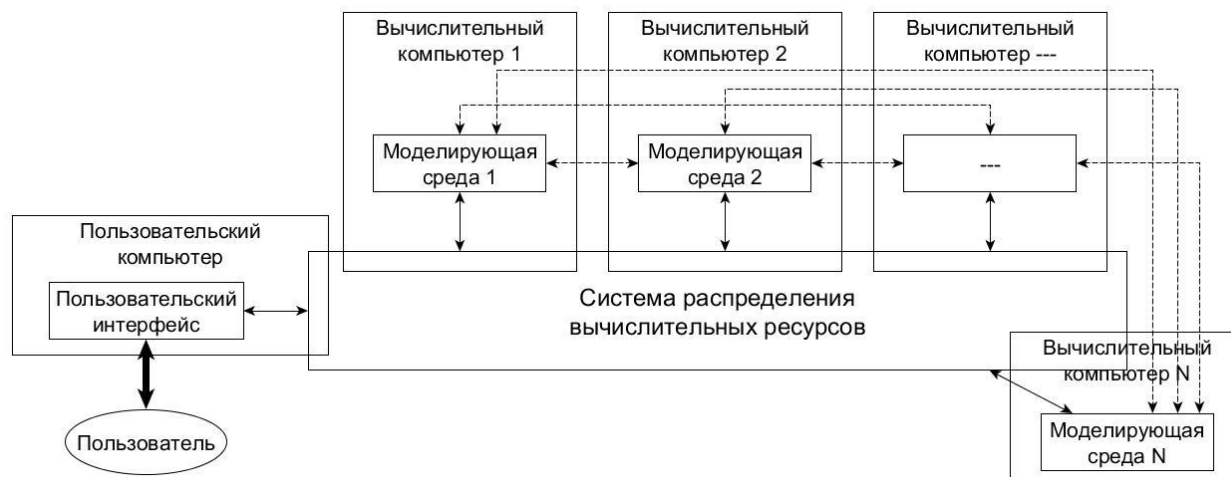 Вычислительный
компьютер 1
Вычислительный
компьютер 2
Вычислительный
компьютер ---
Моделирующая
среда 1
Моделирующая
среда 2
---
Пользовательский
компьютер
Пользовательский
интерфейс
Система распределения
вычислительных ресурсов
Вычислительный
компьютер N
Моделирующая
среда N
Пользователь